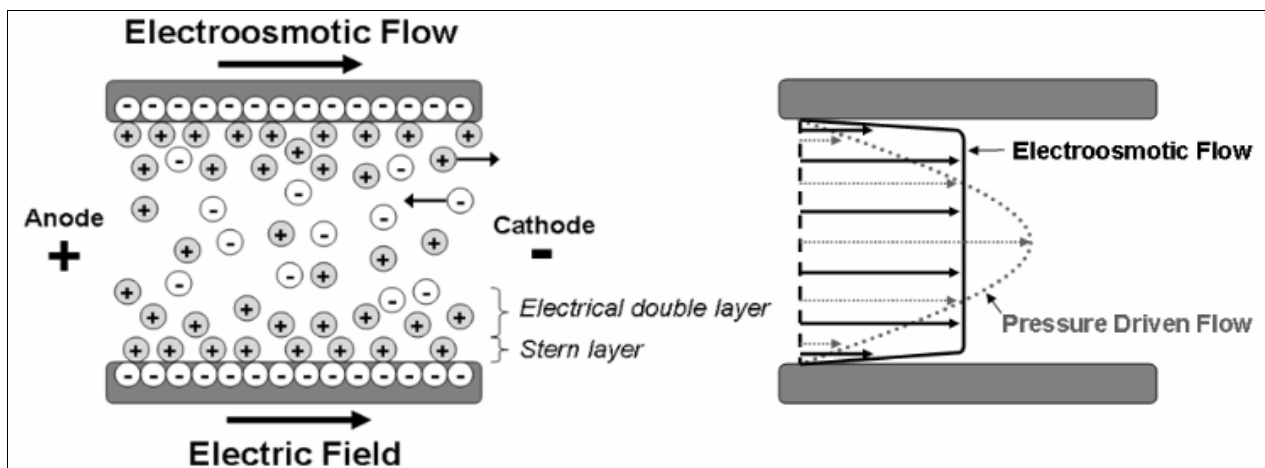 Electroosmotic Flow
Anode
+
Cathode
-
Electrical double layer
Stern layer
Electric Field
Electroosmotic Flow
Pressure Driven Flow